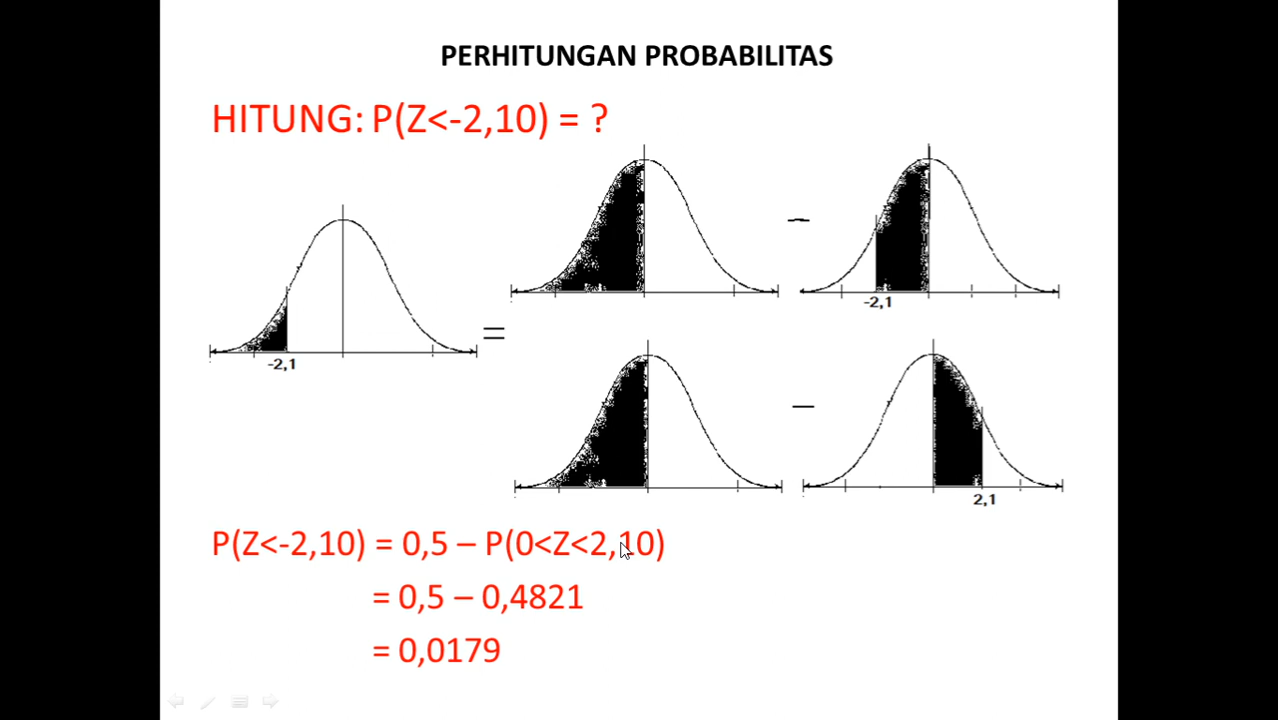 PERHITUNGAN PROBABILITAS
HITUNG: P(Z<-2,10) = ?
-2,1
=
–
-2,1
–
2,1
P(Z<-2,10) = 0,5 – P(0<Z<2,10)
= 0,5 – 0,4821
= 0,0179